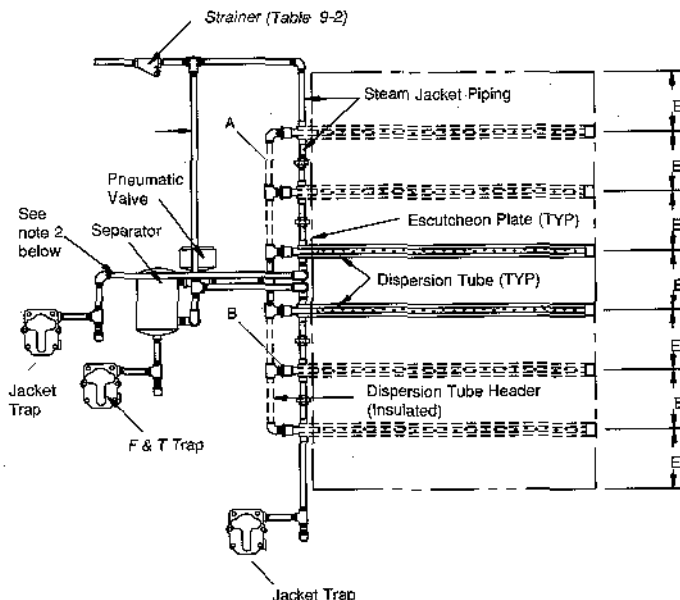 Strainer (Table 9-2)
Steam Jacket Piping
E
A
E
Pneumatic
Valve
See
note 2
below
Separator
Escutcheon Plate (TYP)
E
Dispersion Tube (TYP)
E
B
E
Jacket
Trap
Dispersion Tube Header
(Insulated)
E
F & T Trap
E
Jacket Trap